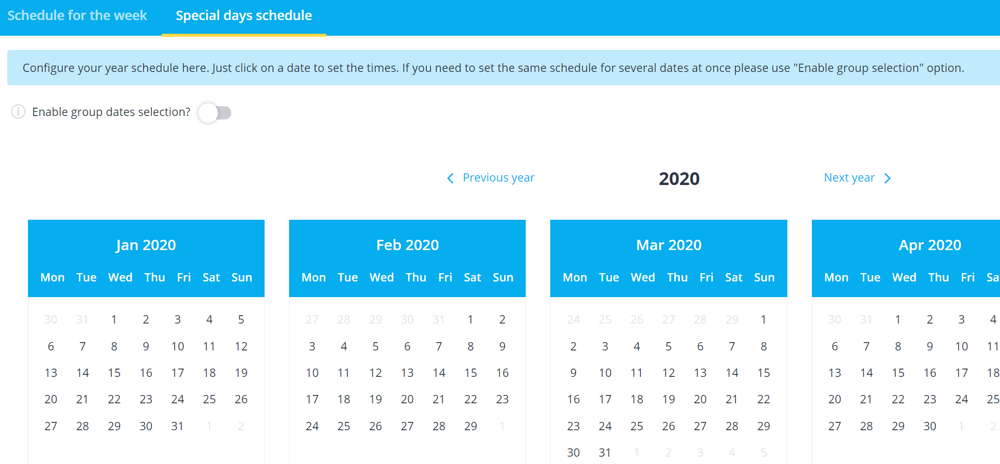 Schedule for the week Special days schedule
Configure your year schedule here. Just click on a date to set the times. If you need to set the same schedule for several dates at once please use "Enable group selection" option.
i Enable group dates selection?
Previous year 2020 Next year
Jan 2020
Mon Tue Wed Thu Fri Sat Sun
30 31 1 2 3 4 5
6 7 8 9 10 11 12
13 14 15 16 17 18 19
20 21 22 23 24 25 26
27 28 29 30 31 1 2
Feb 2020
Mon Tue Wed Thu Fri Sat Sun
27 28 29 30 31 1 2
3 4 5 6 7 8 9
10 11 12 13 14 15 16
17 18 19 20 21 22 23
24 25 26 27 28 29 1
Mar 2020
Mon Tue Wed Thu Fri Sat Sun
24 25 26 27 28 29 1
2 3 4 5 6 7 8
9 10 11 12 13 14 15
16 17 18 19 20 21 22
23 24 25 26 27 28 29
30 31 1 2 3 4 5
Apr 2020
Mon Tue Wed Thu Fri Sa
30 31 1 2 3 4
6 7 8 9 10 11
13 14 15 16 17 18
20 21 22 23 24 25
27 28 29 30 1 2